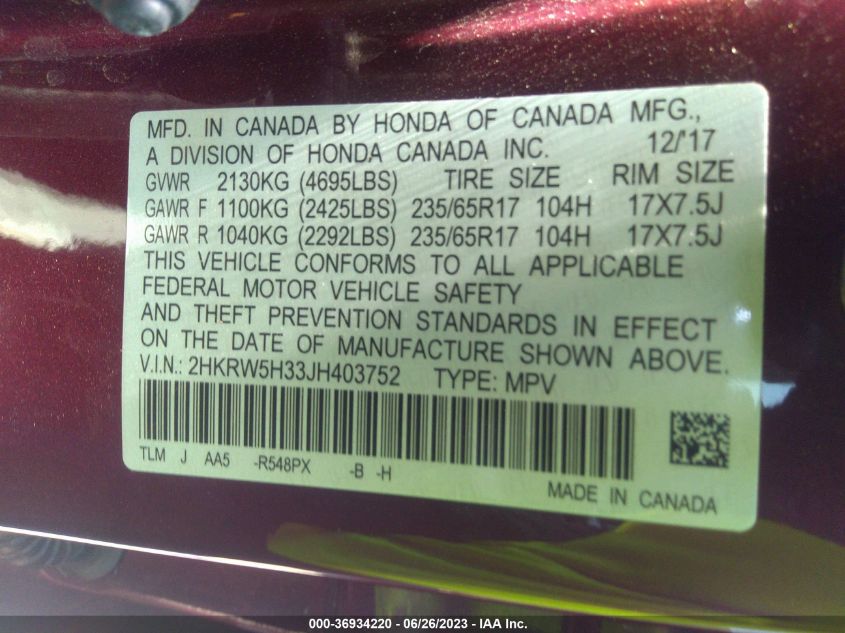 MFD. IN CANADA BY HONDA OF CANADA MFG.,
A DIVISION OF HONDA CANADA INC. 12/'17
GVWR 2130KG (4695LBS) TIRE SIZE RIM SIZE
GAWR F 1100KG (2425LBS) 235/65R17 104H 17X7.5J
GAWR R 1040KG (2292LBS) 235/65R17 104H 17X7.5J
THIS VEHICLE CONFORMS TO ALL APPLICABLE
FEDERAL MOTOR VEHICLE SAFETY
AND THEFT PREVENTION STANDARDS IN EFFECT
ON THE DATE OF MANUFACTURE SHOWN ABOVE.
V.I.N.: 2HKRW5H33JH403752 TYPE: MPV
TLM J AA5 -R548PX -B -H
MADE IN CANADA
000-36934220 - 06/26/2023 - IAA Inc.